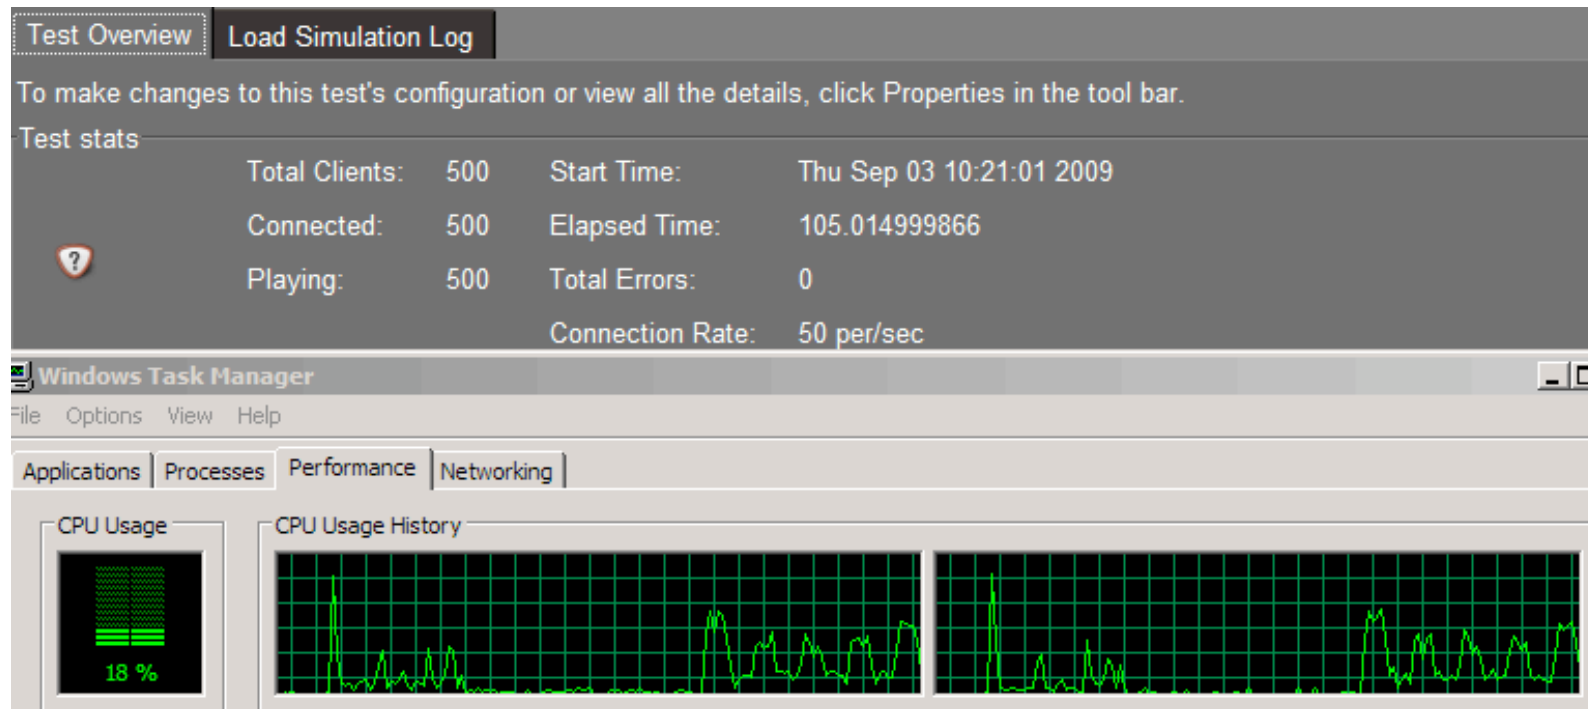 Test Overview Load Simulation Log
To make changes to this test's configuration or view all the details, click Properties in the tool bar.
Test stats
Total Clients: 500 Start Time: Thu Sep 03 10:21:01 2009
Connected: 500 Elapsed Time: 105.014999866
?
Playing: 500 Total Errors: 0
Connection Rate: 50 per/sec
Windows Task Manager
File Options View Help
Applications Processes Performance Networking
CPU Usage CPU Usage History
18 %